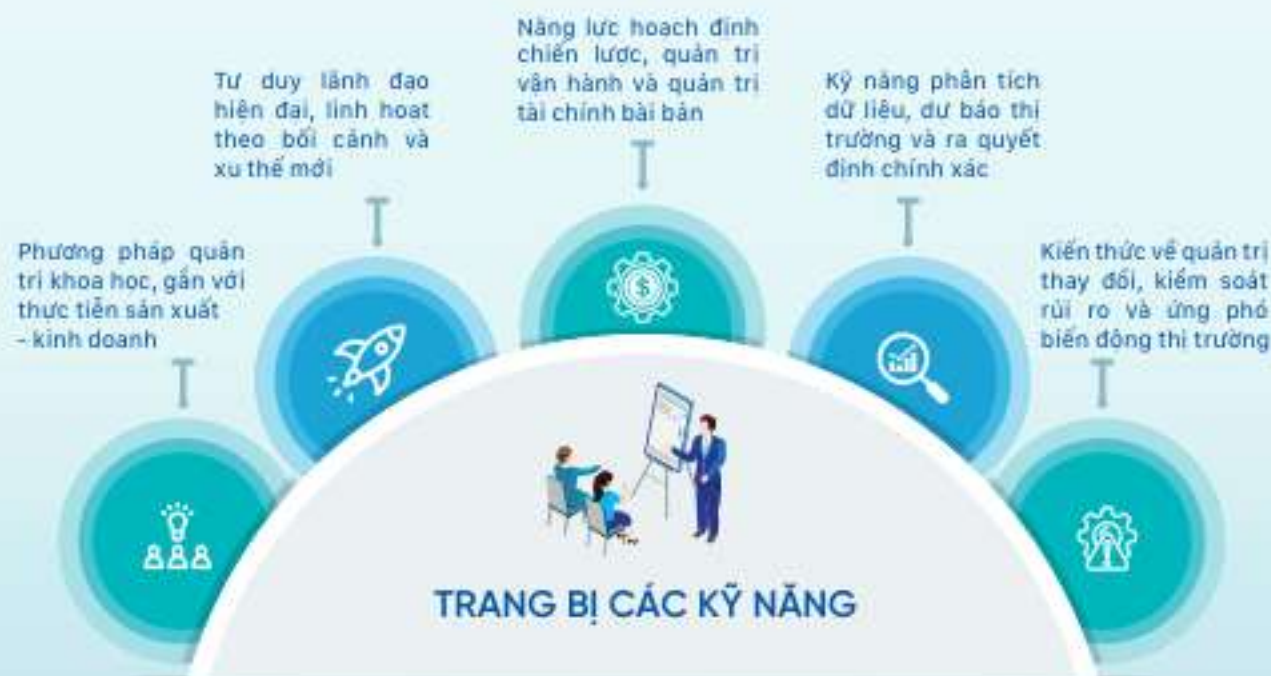 Phương pháp quản
trị khoa học, gắn với
thực tiễn sản xuất
- kinh doanh
Tư duy lãnh đạo
hiện đại, linh hoạt
theo bối cảnh và
xu thế mới
Năng lực hoạch định
chiến lược, quản trị
vận hành và quản trị
tài chính bài bản
Kỹ năng phân tích
dữ liệu, dự báo thị
trường và ra quyết
định chính xác
Kiến thức về quản trị
thay đổi, kiểm soát
rủi ro và ứng phó
biến động thị trường
$
TRANG BỊ CÁC KỸ NĂNG